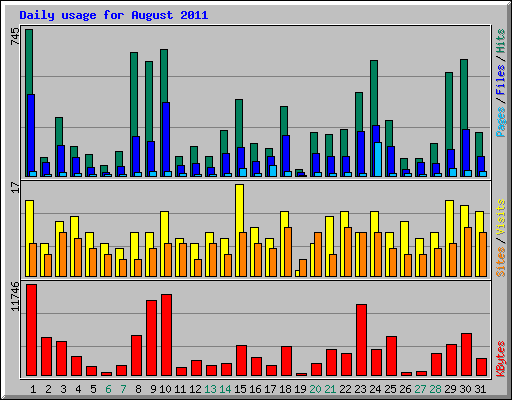 Daily usage for August 2011
745
Pages / Files / Hits
17
Sites / Visits
11746
KBytes
1 2 3 4 5 6 7 8 9 10 11 12 13 14 15 16 17 18 19 20 21 22 23 24 25 26 27 28 29 30 31